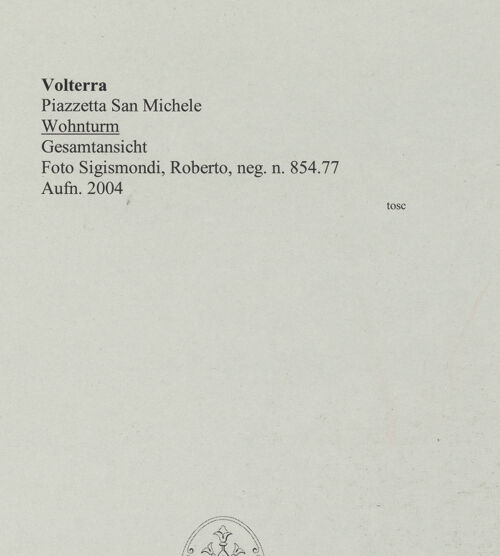 Volterra
Piazzetta San Michele
Wohnturm
Gesamtansicht
Foto Sigismondi, Roberto, neg. n. 854.77
Aufn. 2004
tosc